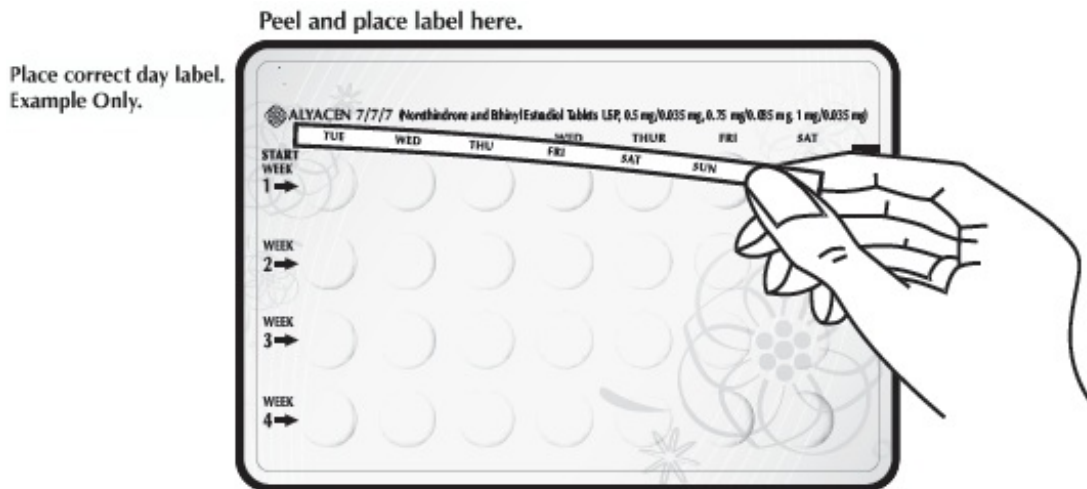 Peel and place label here.
Place correct day label.
Example Only.
ALYACEN 7/7/7 (Norethindrone and Ethinyl Estradiol Tablets USP, 0.5 mg/0.035 mg, 0.75 mg/0.035 mg, 1 mg/0.035 mg)
WED THUR FRI SAT
TUE WED THU FRI SAT SUN
START
WEEK
1
WEEK
2
WEEK
3
WEEK
4